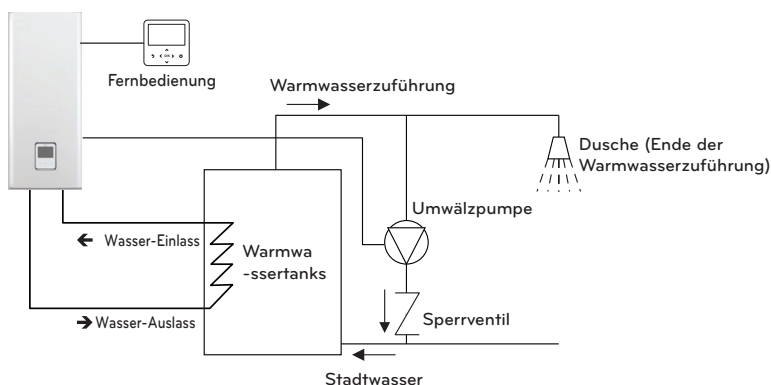 Fernbedienung
Warmwasserzuführung
Dusche (Ende der
Warmwasserzuführung)
Umwälzpumpe
Wasser-Einlass
Warmwa
-ssertanks
Wasser-Auslass
Sperrventil
Stadtwasser